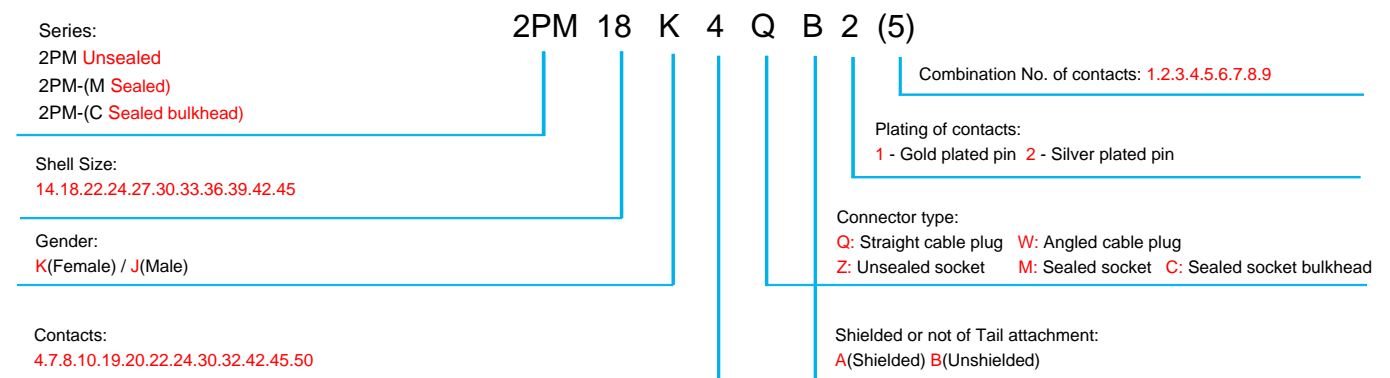 2PM 18 K 4 Q B 2 (5)
Series:
2PM Unsealed
2PM-(M Sealed)
2PM-(C Sealed bulkhead)
Combination No. of contacts: 1.2.3.4.5.6.7.8.9
Plating of contacts:
1 - Gold plated pin 2 - Silver plated pin
Shell Size:
14.18.22.24.27.30.33.36.39.42.45
Connector type:
Q: Straight cable plug W: Angled cable plug
Z: Unsealed socket M: Sealed socket C: Sealed socket bulkhead
Gender:
K(Female) / J(Male)
Contacts:
4.7.8.10.19.20.22.24.30.32.42.45.50
Shielded or not of Tail attachment:
A(Shielded) B(Unshielded)